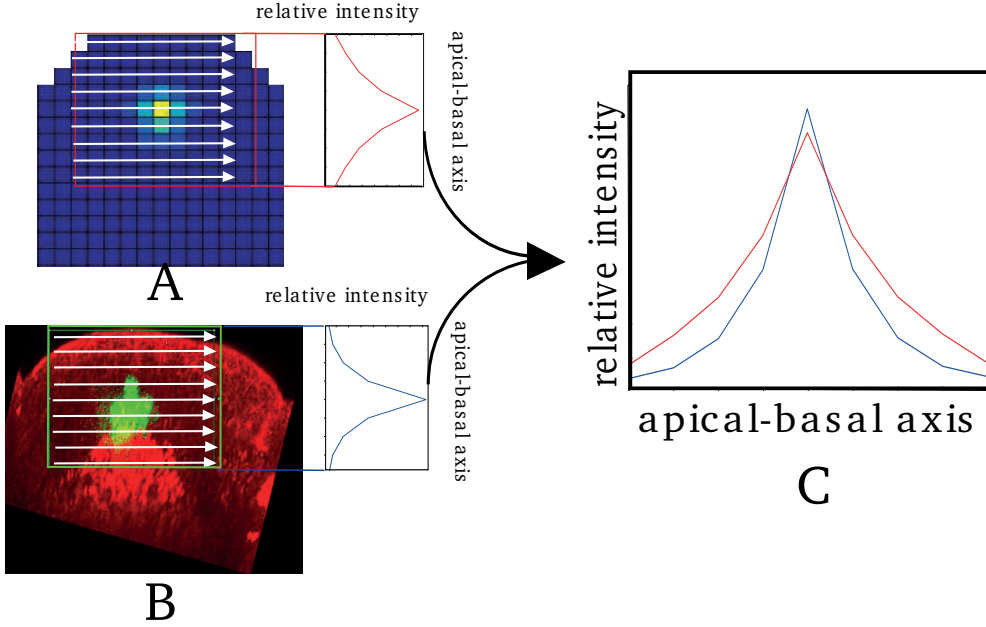 relative intensity
apical-basal axis
A
relative intensity
apical-basal axis
B
relative intensity
apical-basal axis
C